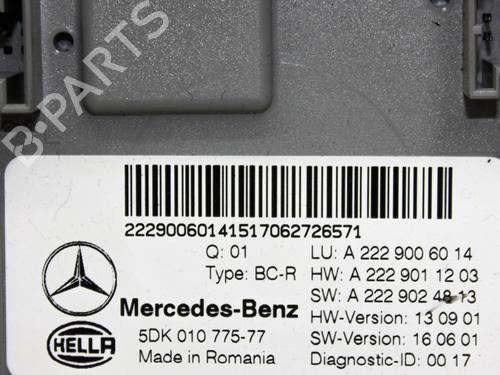 B-PARTS
22290060141517062726571
Q: 01 LU: A 222 900 60 14
Type: BC-R HW: A 222 901 12 03
Mercedes-Benz SW: A 222 902 48 13
HELLA 5DK 010 775-77 HW-Version: 13 09 01
Made in Romania SW-Version: 16 06 01
Diagnostic-ID: 00 17